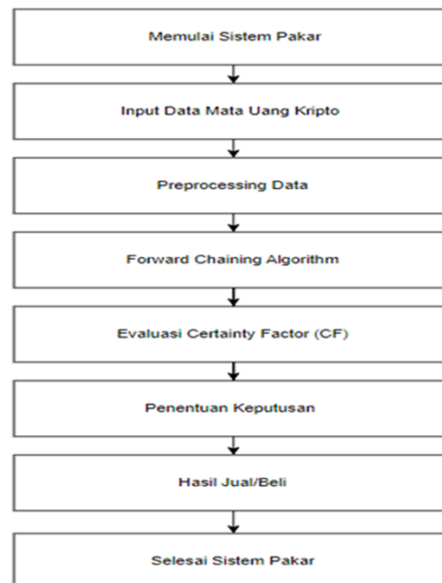 Memulai Sistem Pakar
Input Data Mata Uang Kripto
Preprocessing Data
Forward Chaining Algorithm
Evaluasi Certainty Factor (CF)
Penentuan Keputusan
Hasil Jual/Beli
Selesai Sistem Pakar